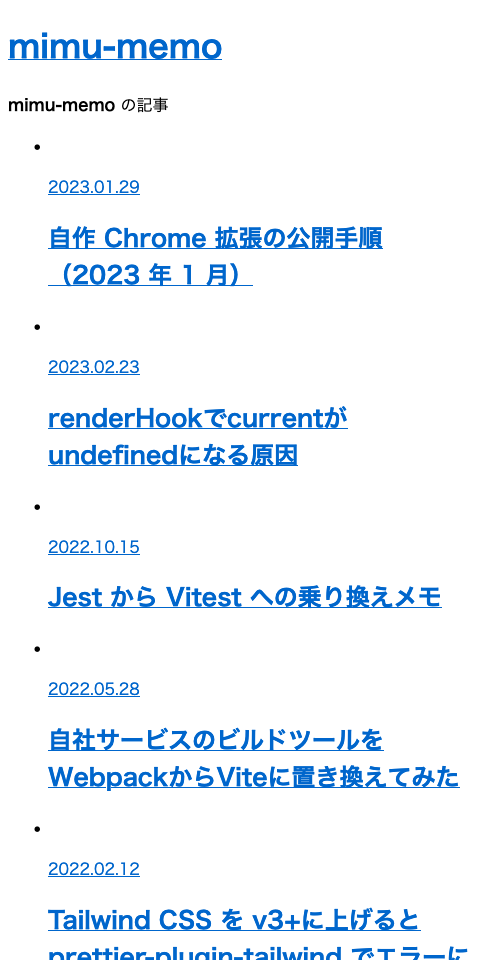 mimu-memo
mimu-memo の記事
2023.01.29
自作 Chrome 拡張の公開手順
（2023 年 1 月）
2023.02.23
renderHookでcurrentが
undefinedになる原因
2022.10.15
Jest から Vitest への乗り換えメモ
2022.05.28
自社サービスのビルドツールを
WebpackからViteに置き換えてみた
2022.02.12
Tailwind CSS を v3+に上げると
prettier-plugin-tailwind でエラーに